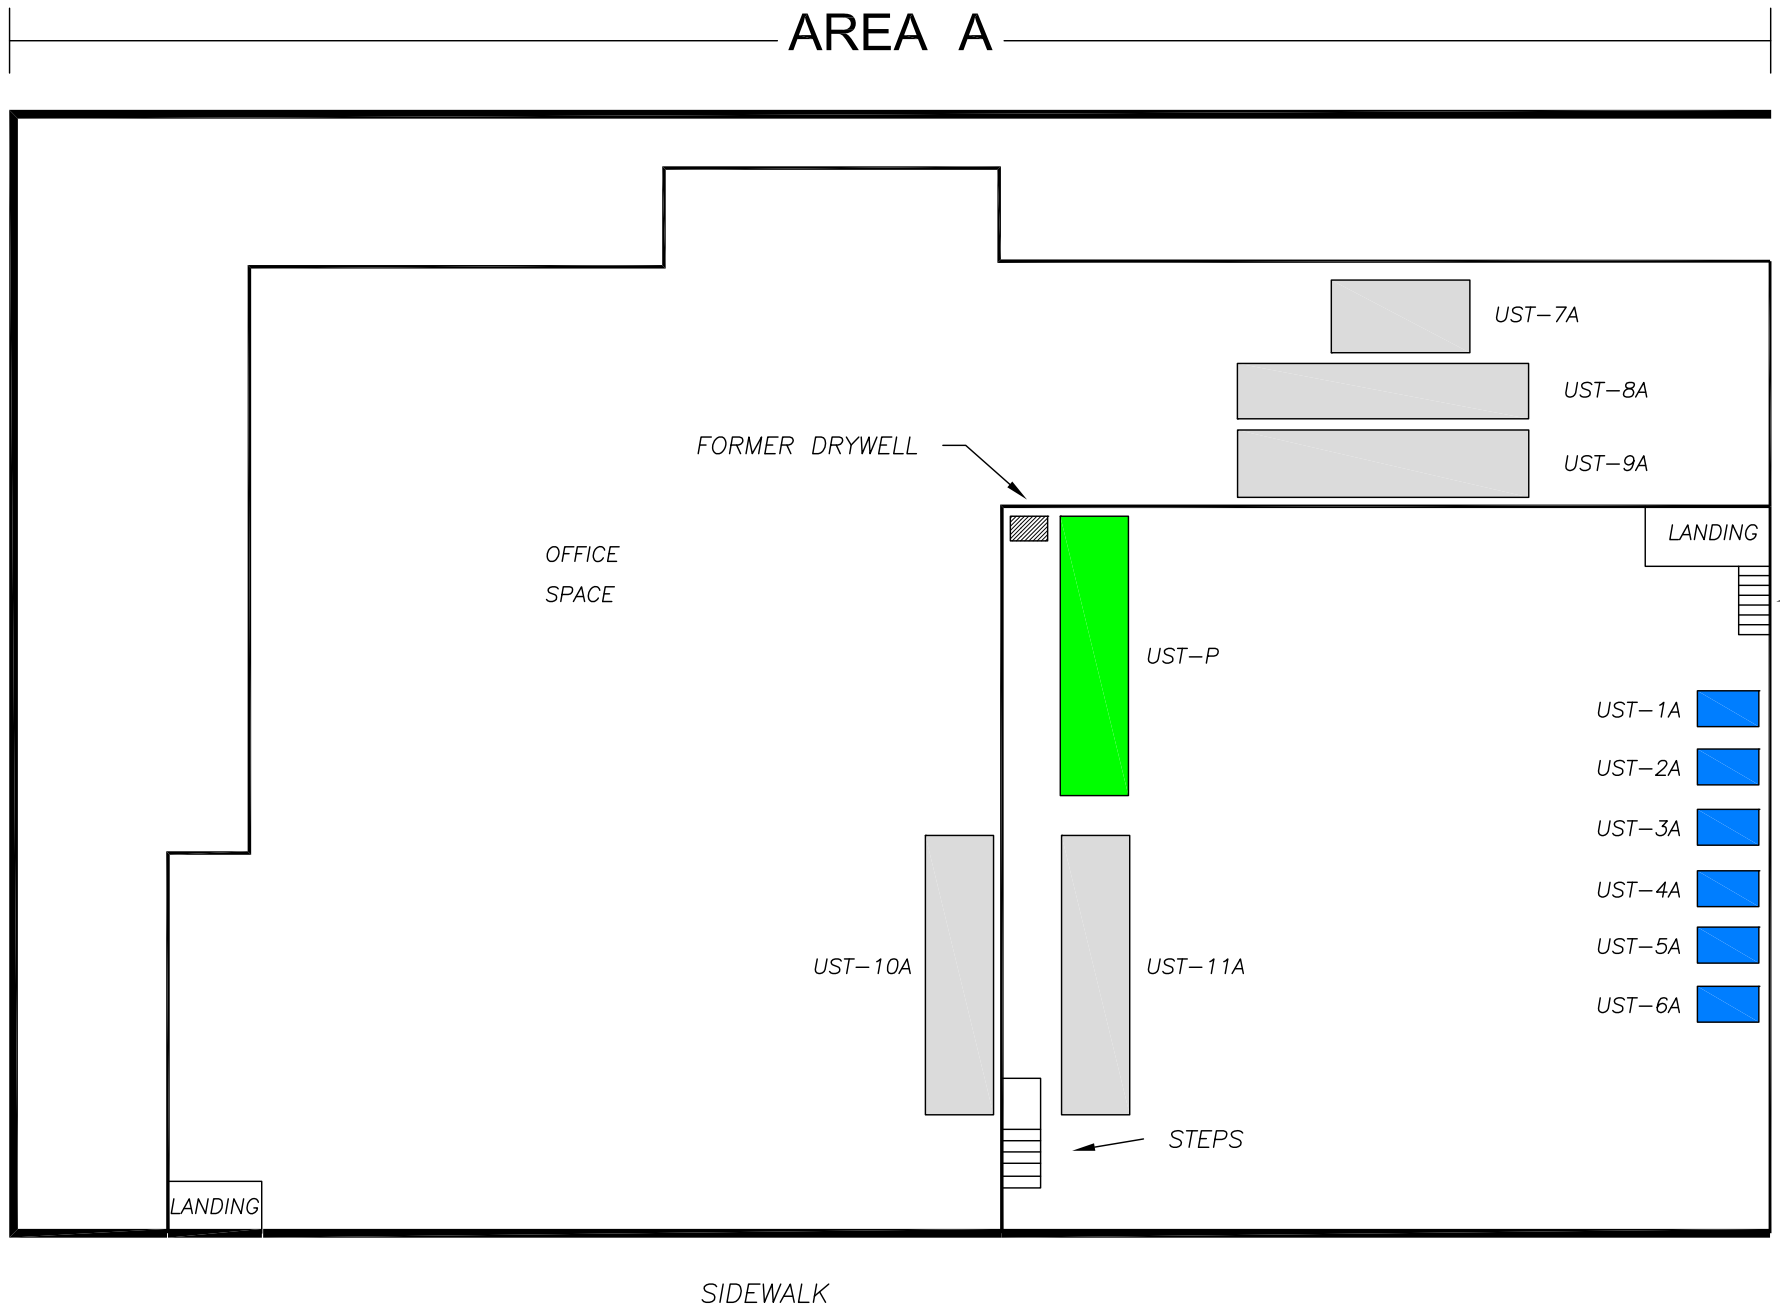 AREA A
UST-7A
UST-8A
FORMER DRYWELL
UST-9A
LANDING
OFFICE
SPACE
UST-P
UST-1A
UST-2A
UST-3A
UST-4A
UST-5A
UST-10A
UST-11A
UST-6A
STEPS
LANDING
SIDEWALK